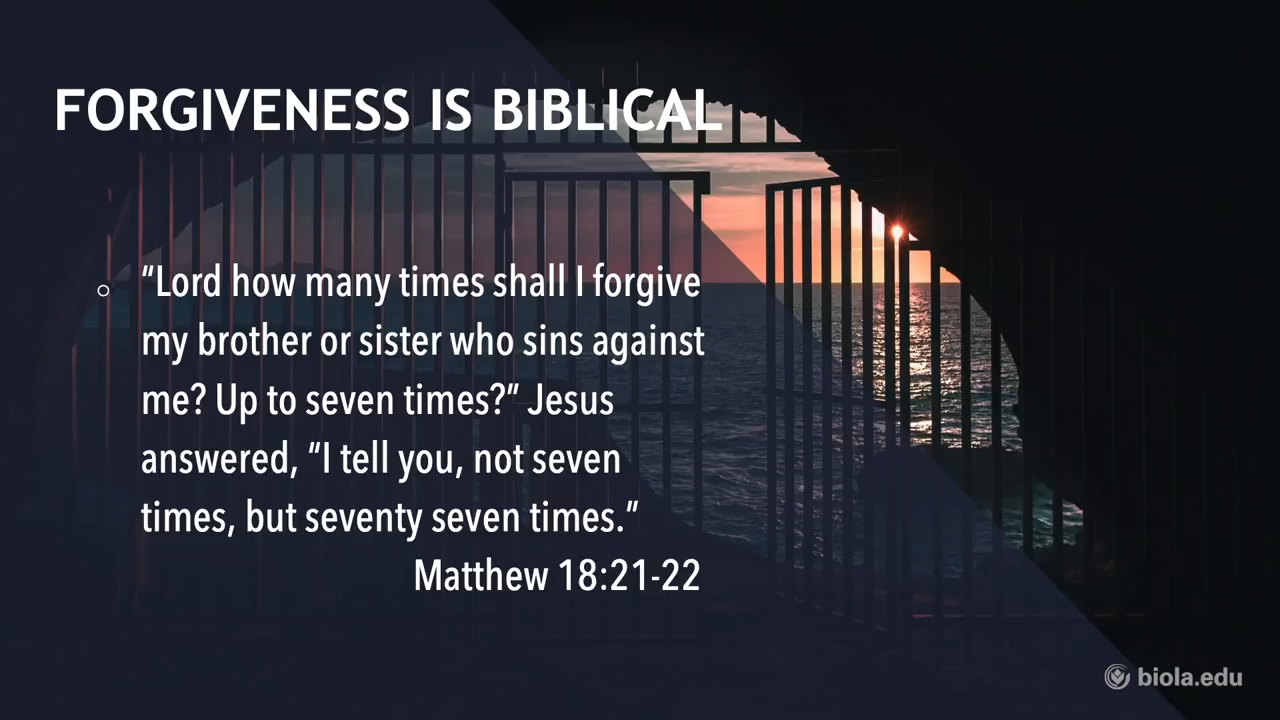 FORGIVENESS IS BIBLICAL
“Lord how many times shall I forgive
my brother or sister who sins against
me? Up to seven times?” Jesus
answered, “I tell you, not seven
times, but seventy seven times.”
Matthew 18:21-22
biola.edu